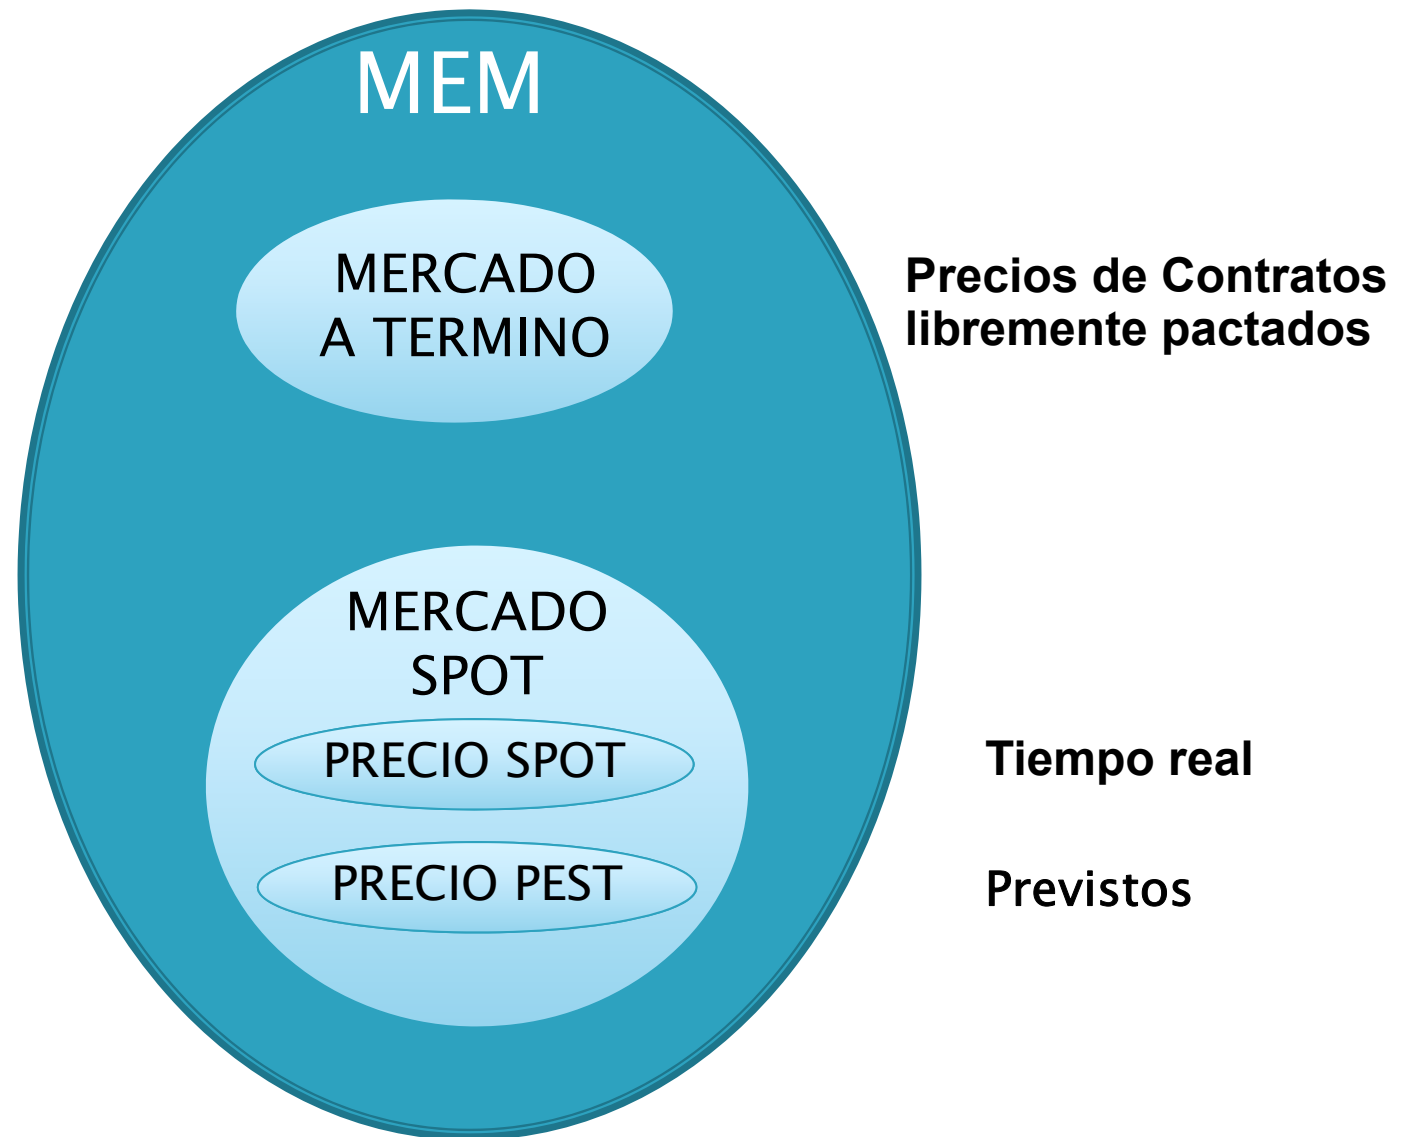 MEM
MERCADO
A TERMINO
Precios de Contratos
libremente pactados
MERCADO
SPOT
PRECIO SPOT
Tiempo real
PRECIO PEST
Previstos